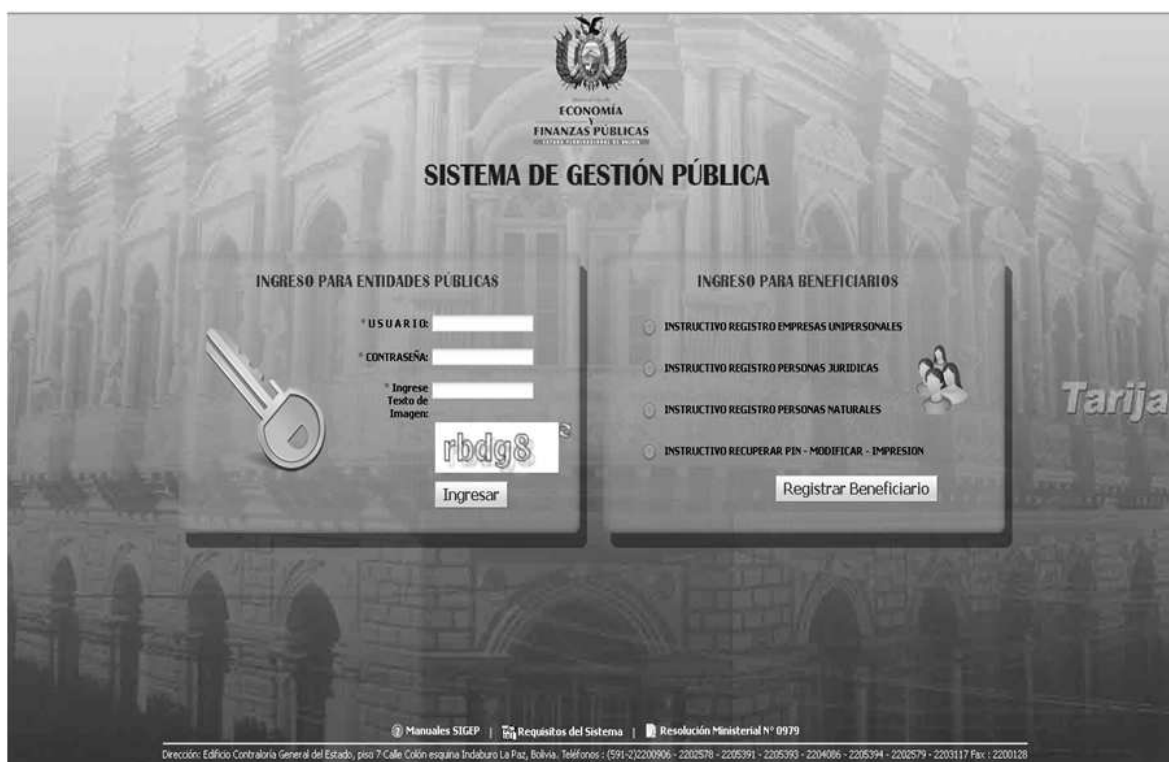 ECONOMÍA
Y
FINANZAS PÚBLICAS
SISTEMA DE GESTIÓN PÚBLICA
INGRESO PARA ENTIDADES PÚBLICAS
* USUARIO:
* CONTRASEÑA:
* Ingrese
Texto de
Imagen:
rbdg8
Ingresar
INGRESO PARA BENEFICIARIOS
INSTRUCTIVO REGISTRO EMPRESAS UNIPERSONALES
INSTRUCTIVO REGISTRO PERSONAS JURIDICAS
INSTRUCTIVO REGISTRO PERSONAS NATURALES
INSTRUCTIVO RECUPERAR PIN - MODIFICAR - IMPRESION
Registrar Beneficiario
Tarija
Manuales SIGEP | Requisitos del Sistema | Resolución Ministerial N° 0979
Dirección: Edificio Contraloría General del Estado, piso 7 Calle Colón esquina Indaburo La Paz, Bolivia. Teléfonos : (591-2)2200906 - 2202578 - 2205391 - 2205393 - 2204086 - 2205394 - 2202579 - 2203117 Fax : 2200128